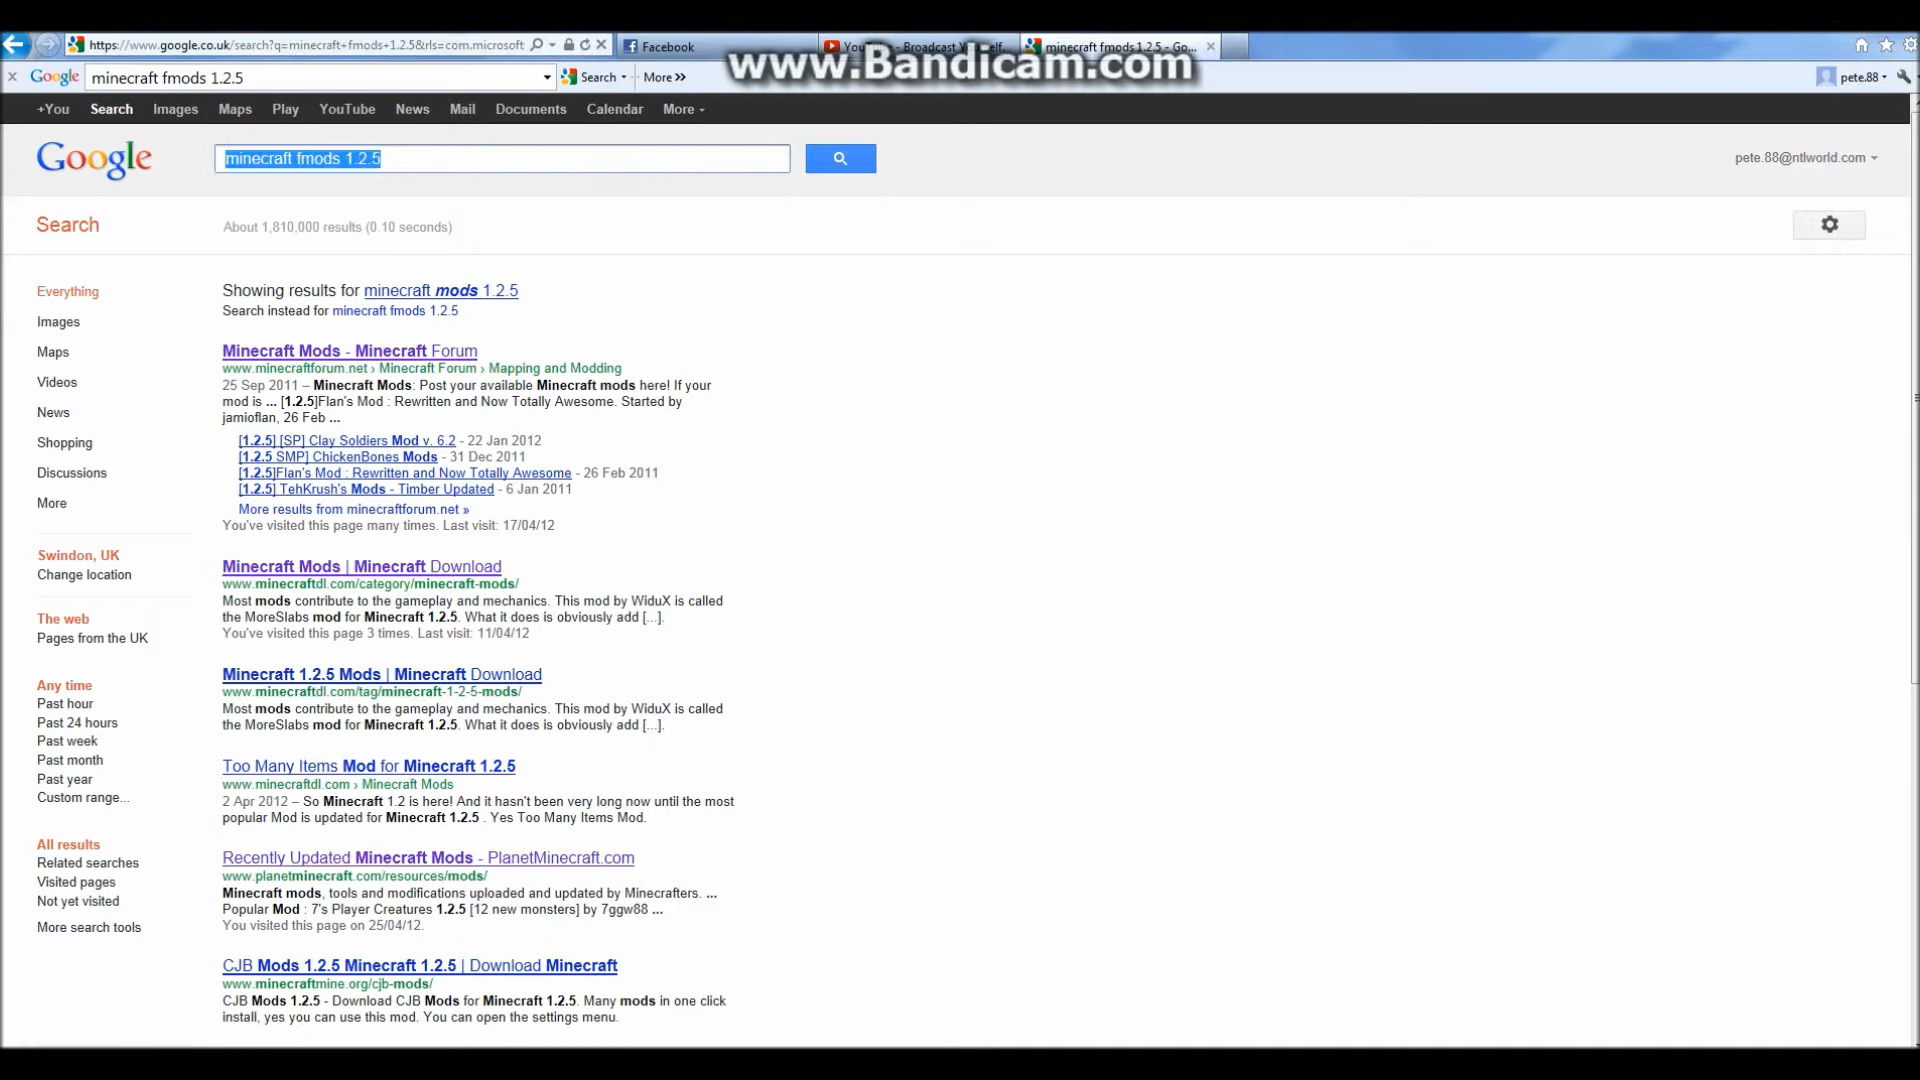 https://www.google.co.uk/search?q=minecraft+fmods+1.2.5&rls=com.microsoft
Facebook
YouTube - Broadcast Yourself.
minecraft fmods 1.2.5 - Go...
www.Bandicam.com
Google
minecraft fmods 1.2.5
Search
More »
pete.88
+You
Search
Images
Maps
Play
YouTube
News
Mail
Documents
Calendar
More
Google
minecraft fmods 1.2.5
pete.88@ntlworld.com
Search
About 1,810,000 results (0.10 seconds)
Everything
Images
Maps
Videos
News
Shopping
Discussions
More
Swindon, UK
Change location
The web
Pages from the UK
Any time
Past hour
Past 24 hours
Past week
Past month
Past year
Custom range...
All results
Related searches
Visited pages
Not yet visited
More search tools
Showing results for minecraft mods 1.2.5
Search instead for minecraft fmods 1.2.5
Minecraft Mods - Minecraft Forum
www.minecraftforum.net › Minecraft Forum › Mapping and Modding
25 Sep 2011 – Minecraft Mods: Post your available Minecraft mods here! If your
mod is ... [1.2.5]Flan's Mod : Rewritten and Now Totally Awesome. Started by
jamioflan, 26 Feb ...
[1.2.5] [SP] Clay Soldiers Mod v. 6.2 - 22 Jan 2012
[1.2.5 SMP] ChickenBones Mods - 31 Dec 2011
[1.2.5]Flan's Mod : Rewritten and Now Totally Awesome - 26 Feb 2011
[1.2.5] TehKrush's Mods - Timber Updated - 6 Jan 2011
More results from minecraftforum.net »
You've visited this page many times. Last visit: 17/04/12
Minecraft Mods | Minecraft Download
www.minecraftdl.com/category/minecraft-mods/
Most mods contribute to the gameplay and mechanics. This mod by WiduX is called
the MoreSlabs mod for Minecraft 1.2.5. What it does is obviously add [...].
You've visited this page 3 times. Last visit: 11/04/12
Minecraft 1.2.5 Mods | Minecraft Download
www.minecraftdl.com/tag/minecraft-1-2-5-mods/
Most mods contribute to the gameplay and mechanics. This mod by WiduX is called
the MoreSlabs mod for Minecraft 1.2.5. What it does is obviously add [...].
Too Many Items Mod for Minecraft 1.2.5
www.minecraftdl.com › Minecraft Mods
2 Apr 2012 – So Minecraft 1.2 is here! And it hasn't been very long now until the most
popular Mod is updated for Minecraft 1.2.5 . Yes Too Many Items Mod.
Recently Updated Minecraft Mods - PlanetMinecraft.com
www.planetminecraft.com/resources/mods/
Minecraft mods, tools and modifications uploaded and updated by Minecrafters. ...
Popular Mod : 7's Player Creatures 1.2.5 [12 new monsters] by 7ggw88 ...
You visited this page on 25/04/12.
CJB Mods 1.2.5 Minecraft 1.2.5 | Download Minecraft
www.minecraftmine.org/cjb-mods/
CJB Mods 1.2.5 - Download CJB Mods for Minecraft 1.2.5. Many mods in one click
install, yes you can use this mod. You can open the settings menu.